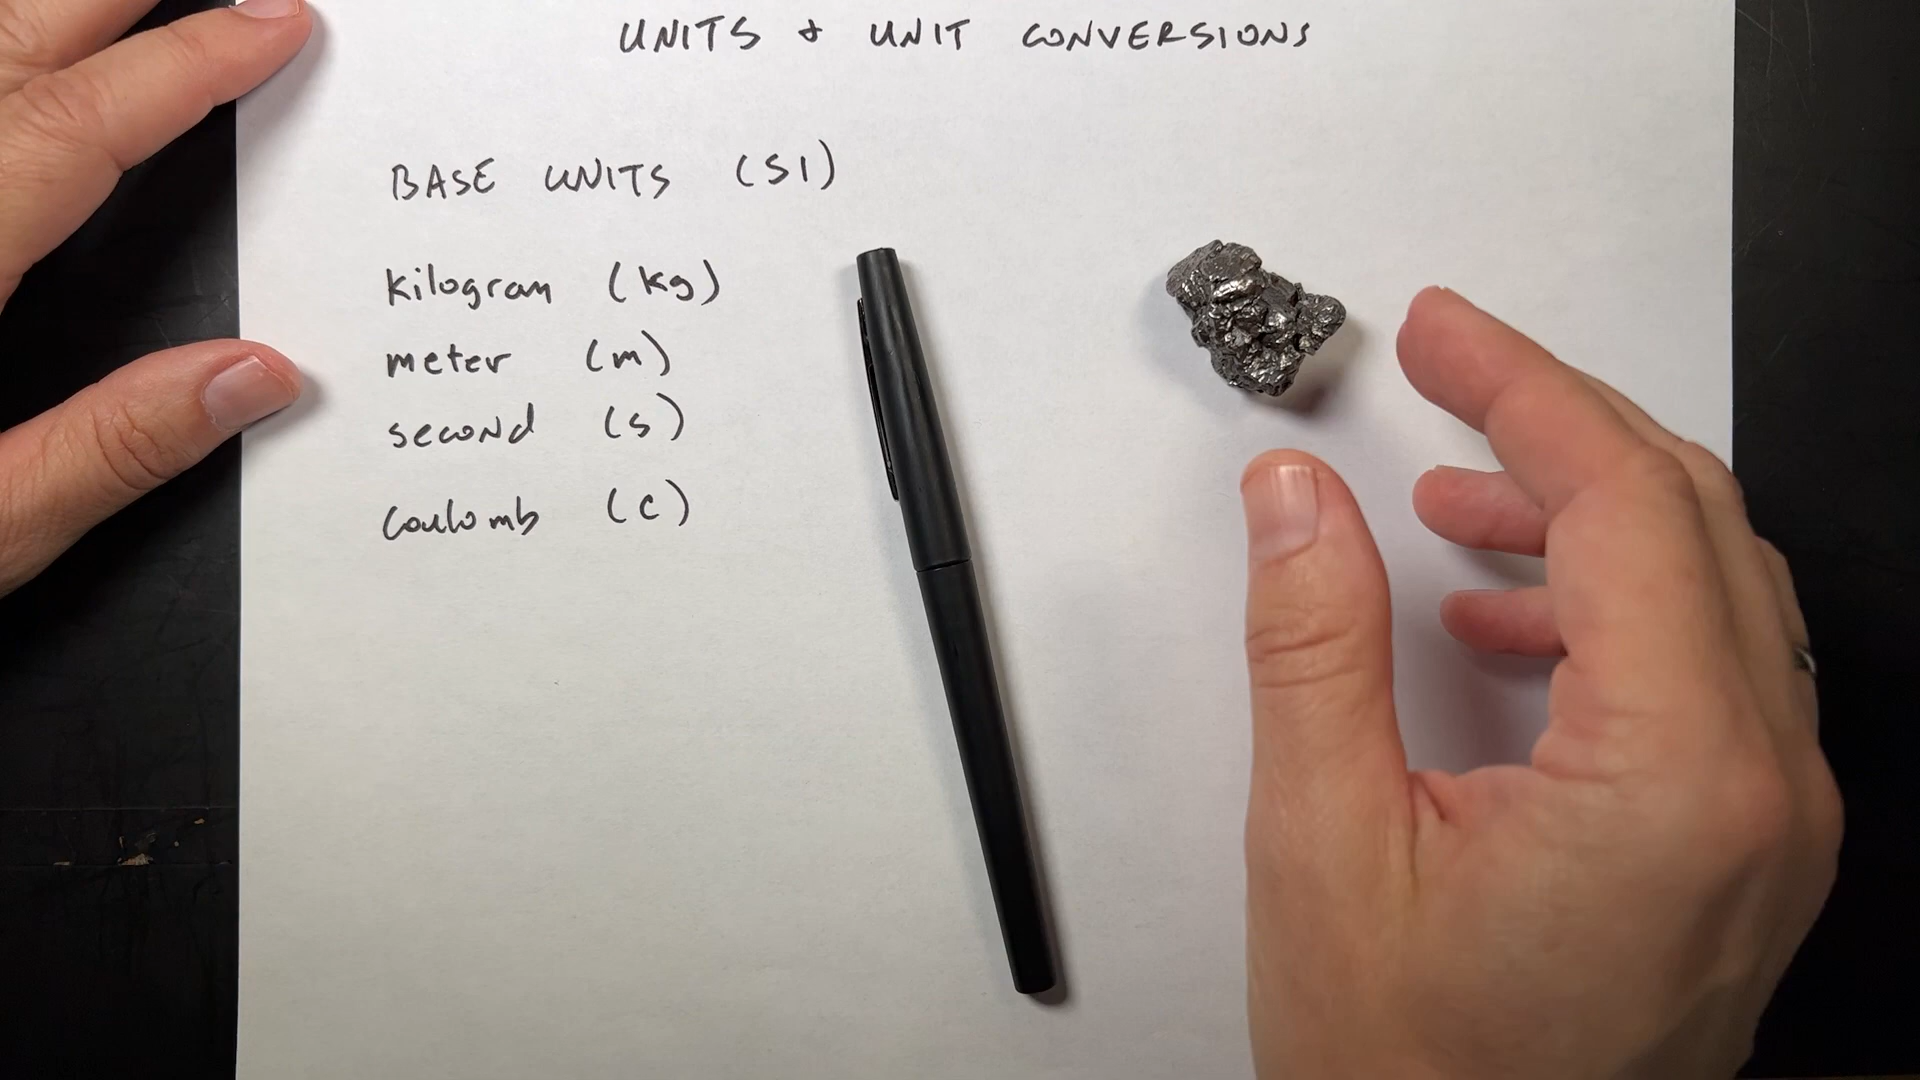 UNITS + UNIT CONVERSIONS
BASE UNITS (SI)
kilogram (kg)
meter (m)
second (s)
coulomb (C)